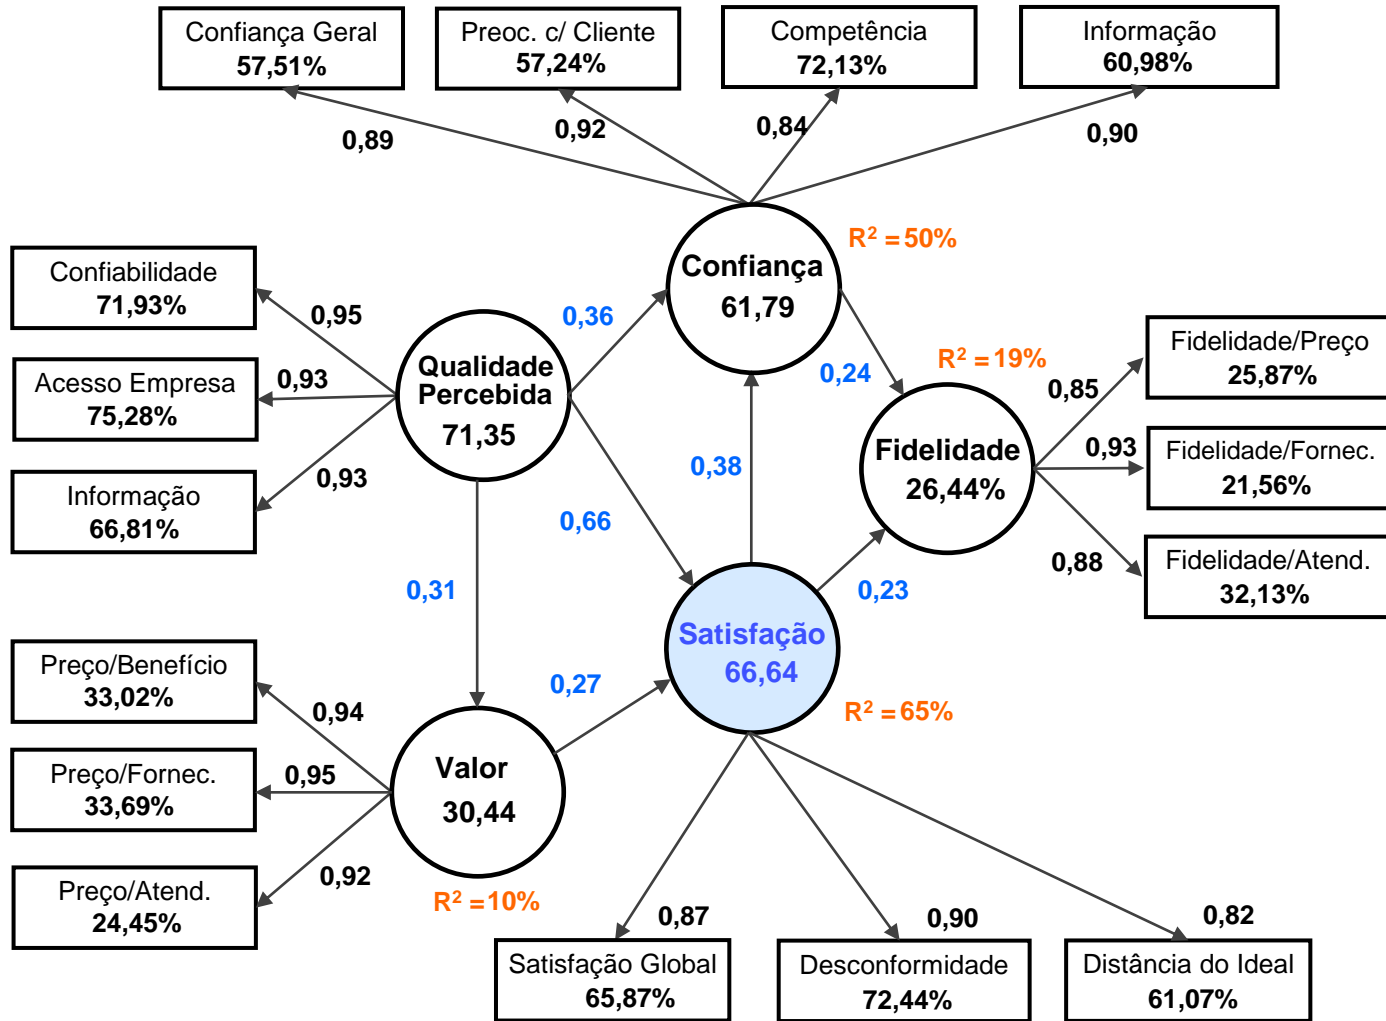 Confiança Geral
57,51%
Preoc. c/ Cliente
57,24%
Competência
72,13%
Informação
60,98%
0,89
0,92
0,84
0,90
R² = 50%
Confiança
61,79
Confiabilidade
71,93%
0,95
Acesso Empresa
75,28%
0,93
Informação
66,81%
0,93
Qualidade
Percebida
71,35
0,36
0,66
0,31
0,38
0,24
R² = 19%
Fidelidade
26,44%
0,85
Fidelidade/Preço
25,87%
0,93
Fidelidade/Fornec.
21,56%
0,88
Fidelidade/Atend.
32,13%
0,23
Satisfação
66,64
R² = 65%
0,27
Preço/Benefício
33,02%
0,94
Preço/Fornec.
33,69%
0,95
Preço/Atend.
24,45%
0,92
Valor
30,44
R² = 10%
0,87
0,90
0,82
Satisfação Global
65,87%
Desconformidade
72,44%
Distância do Ideal
61,07%